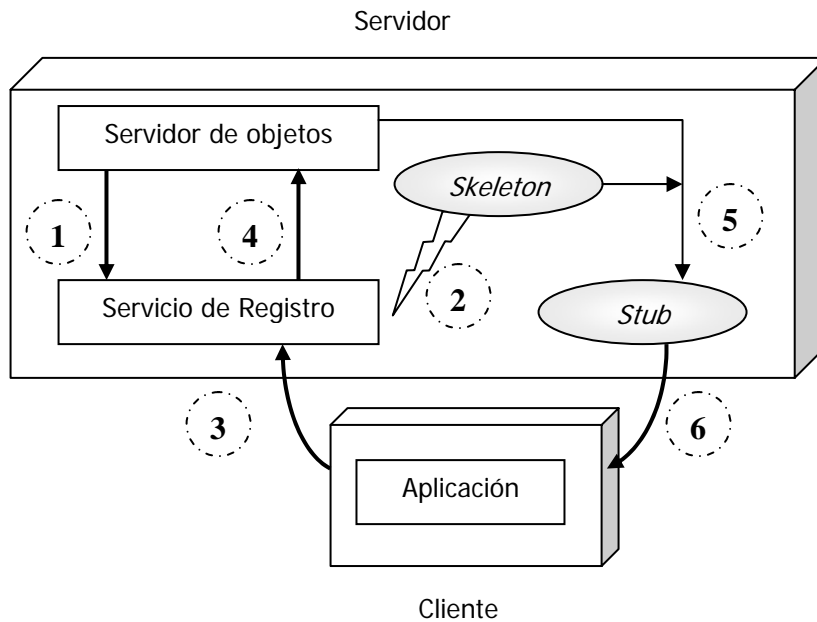 Servidor
Servidor de objetos
Skeleton
1
4
5
2
Servicio de Registro
Stub
3
6
Aplicación
Cliente